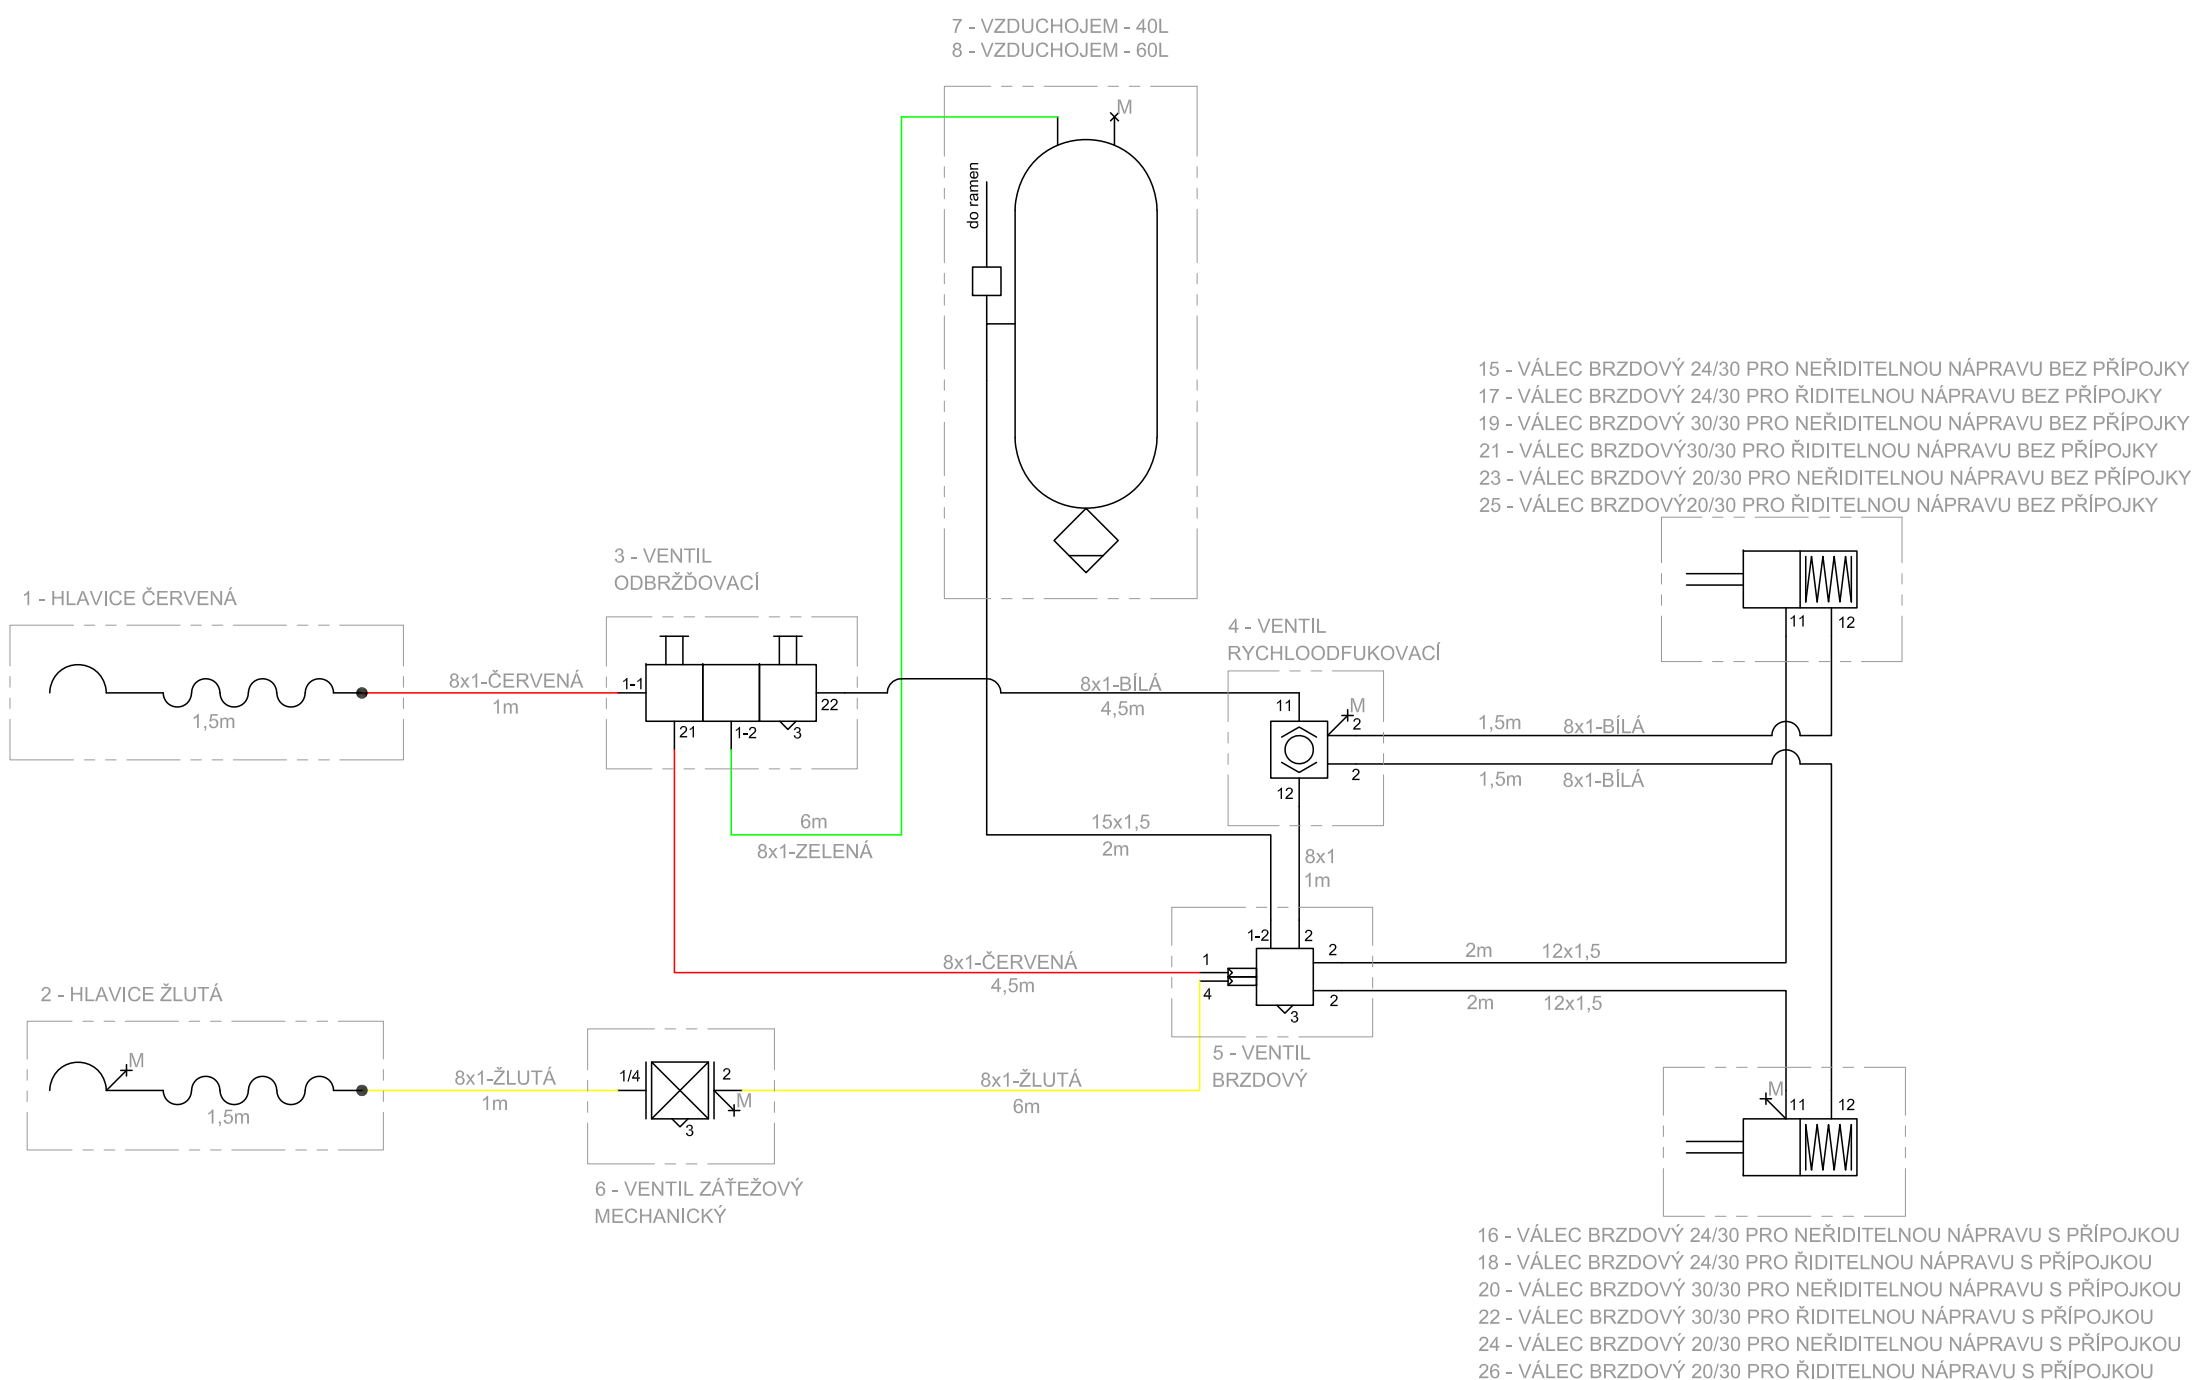 7 - VZDUCHOJEM - 40L
8 - VZDUCHOJEM - 60L
M
do ramen
15 - VÁLEC BRZDOVÝ 24/30 PRO NEŘIDITELNOU NÁPRAVU BEZ PŘÍPOJKY
17 - VÁLEC BRZDOVÝ 24/30 PRO ŘIDITELNOU NÁPRAVU BEZ PŘÍPOJKY
19 - VÁLEC BRZDOVÝ 30/30 PRO NEŘIDITELNOU NÁPRAVU BEZ PŘÍPOJKY
21 - VÁLEC BRZDOVÝ30/30 PRO ŘIDITELNOU NÁPRAVU BEZ PŘÍPOJKY
23 - VÁLEC BRZDOVÝ 20/30 PRO NEŘIDITELNOU NÁPRAVU BEZ PŘÍPOJKY
25 - VÁLEC BRZDOVÝ20/30 PRO ŘIDITELNOU NÁPRAVU BEZ PŘÍPOJKY
11
12
1 - HLAVICE ČERVENÁ
1,5m
8x1-ČERVENÁ
1m
3 - VENTIL
ODBRŽĎOVACÍ
1-1
21
1-2
3
22
8x1-BÍLÁ
4,5m
4 - VENTIL
RYCHLOODFUKOVACÍ
11
M
2
2
12
1,5m
8x1-BÍLÁ
1,5m
8x1-BÍLÁ
6m
8x1-ZELENÁ
15x1,5
2m
8x1
1m
1-2
2
2
1
4
3
2
8x1-ČERVENÁ
4,5m
2m
12x1,5
2m
12x1,5
5 - VENTIL
BRZDOVÝ
2 - HLAVICE ŽLUTÁ
M
1,5m
8x1-ŽLUTÁ
1m
1/4
2
M
3
8x1-ŽLUTÁ
6m
6 - VENTIL ZÁŤEŽOVÝ
MECHANICKÝ
M
11
12
16 - VÁLEC BRZDOVÝ 24/30 PRO NEŘIDITELNOU NÁPRAVU S PŘÍPOJKOU
18 - VÁLEC BRZDOVÝ 24/30 PRO ŘIDITELNOU NÁPRAVU S PŘÍPOJKOU
20 - VÁLEC BRZDOVÝ 30/30 PRO NEŘIDITELNOU NÁPRAVU S PŘÍPOJKOU
22 - VÁLEC BRZDOVÝ 30/30 PRO ŘIDITELNOU NÁPRAVU S PŘÍPOJKOU
24 - VÁLEC BRZDOVÝ 20/30 PRO NEŘIDITELNOU NÁPRAVU S PŘÍPOJKOU
26 - VÁLEC BRZDOVÝ 20/30 PRO ŘIDITELNOU NÁPRAVU S PŘÍPOJKOU